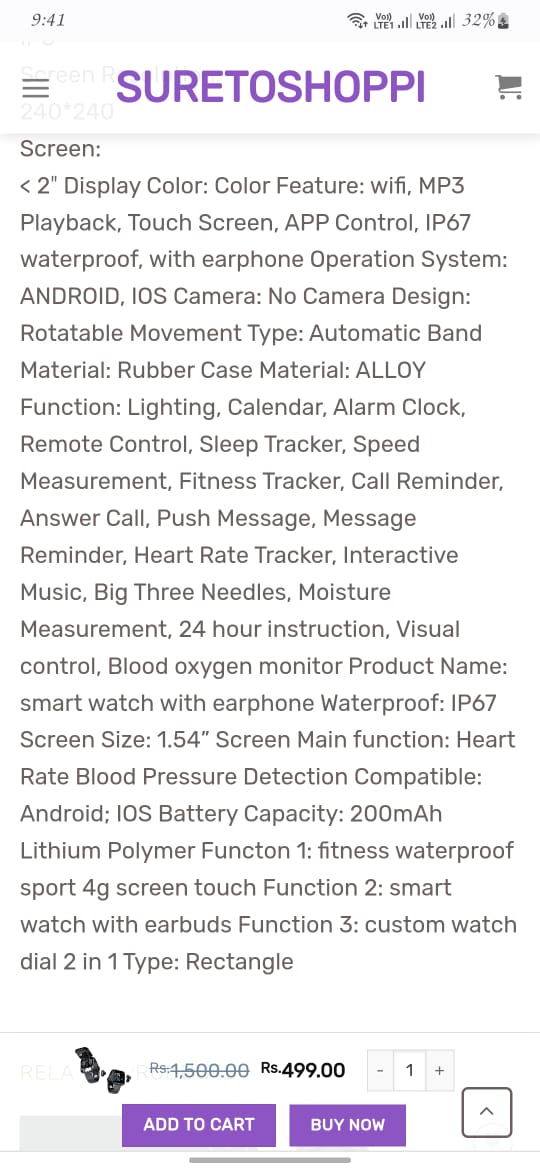 9:41
Vo)) LTE1 Vo)) LTE2 32%
Screen R
SURETOSHOPPI
240*240
Screen:
< 2" Display Color: Color Feature: wifi, MP3
Playback, Touch Screen, APP Control, IP67
waterproof, with earphone Operation System:
ANDROID, IOS Camera: No Camera Design:
Rotatable Movement Type: Automatic Band
Material: Rubber Case Material: ALLOY
Function: Lighting, Calendar, Alarm Clock,
Remote Control, Sleep Tracker, Speed
Measurement, Fitness Tracker, Call Reminder,
Answer Call, Push Message, Message
Reminder, Heart Rate Tracker, Interactive
Music, Big Three Needles, Moisture
Measurement, 24 hour instruction, Visual
control, Blood oxygen monitor Product Name:
smart watch with earphone Waterproof: IP67
Screen Size: 1.54” Screen Main function: Heart
Rate Blood Pressure Detection Compatible:
Android; IOS Battery Capacity: 200mAh
Lithium Polymer Functon 1: fitness waterproof
sport 4g screen touch Function 2: smart
watch with earbuds Function 3: custom watch
dial 2 in 1 Type: Rectangle
RELA
Rs.1,500.00 Rs.499.00 - 1 +
ADD TO CART BUY NOW